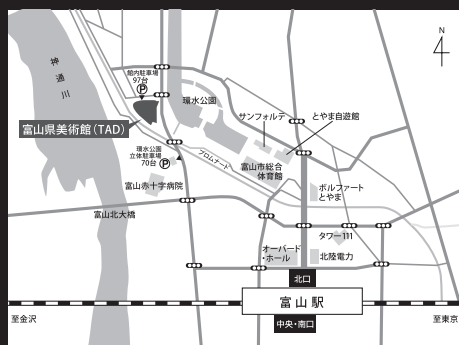 N
神通川
館内駐車場
97台
P
環水公園
サンフォルテ
とやま自遊館
富山県美術館（TAD）
環水公園
立体駐車場
70台 P
ブロムナード
富山市総合
体育館
富山赤十字病院
ボルファート
とやま
富山北大橋
タワー111
オーバード
・ホール
北陸電力
北口
富山駅
中央・南口
至金沢
至東京